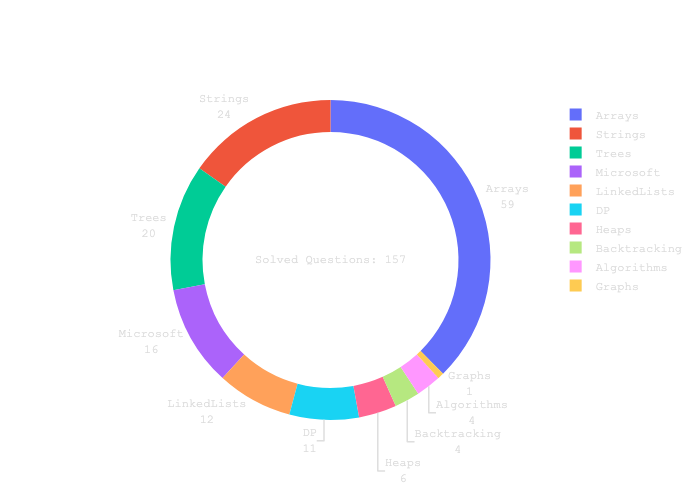 Strings
24
Arrays
59
Trees
20
Solved Questions: 157
Microsoft
16
LinkedLists
12
DP
11
Heaps
6
Backtracking
4
Algorithms
4
Graphs
1
Arrays
Strings
Trees
Microsoft
LinkedLists
DP
Heaps
Backtracking
Algorithms
Graphs